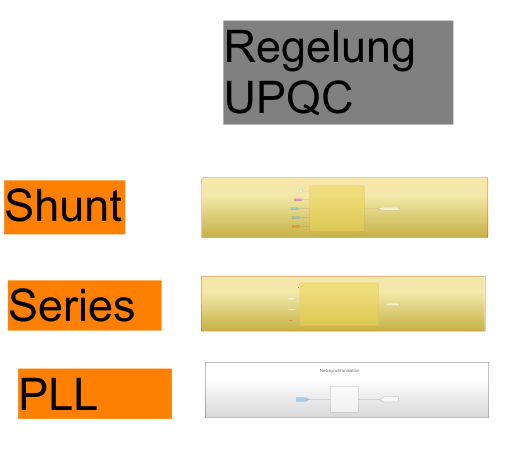 Regelung
UPQC
Shunt
Series
PLL
Netzsynchronisation